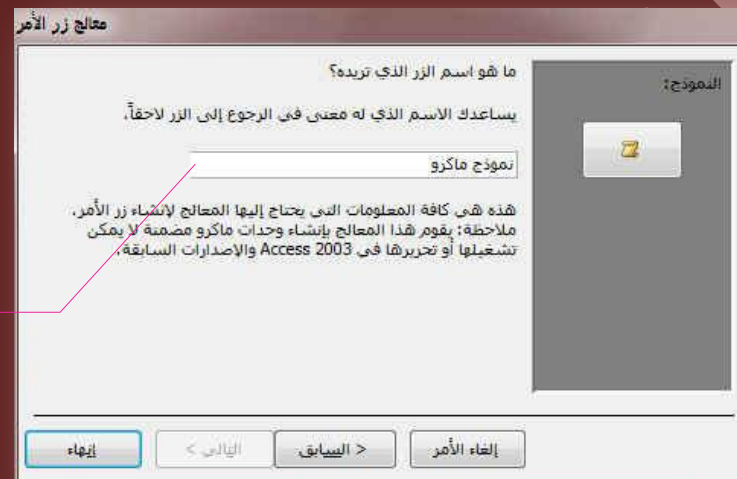 معالج زر الأمر
النموذج:
ما هو اسم الزر الذي تريده؟
يساعدك الاسم الذي له معنى في الرجوع إلى الزر لاحقاً.
نموذج ماكرو
هذه هي كافة المعلومات التي يحتاج إليها المعالج لإنشاء زر الأمر.
ملاحظة: يقوم هذا المعالج بإنشاء وحدات ماكرو مضمنة لا يمكن
تشغيلها أو تحريرها في Access 2003 والإصدارات السابقة.
إلغاء الأمر
< السابق
التالي >
إنهاء